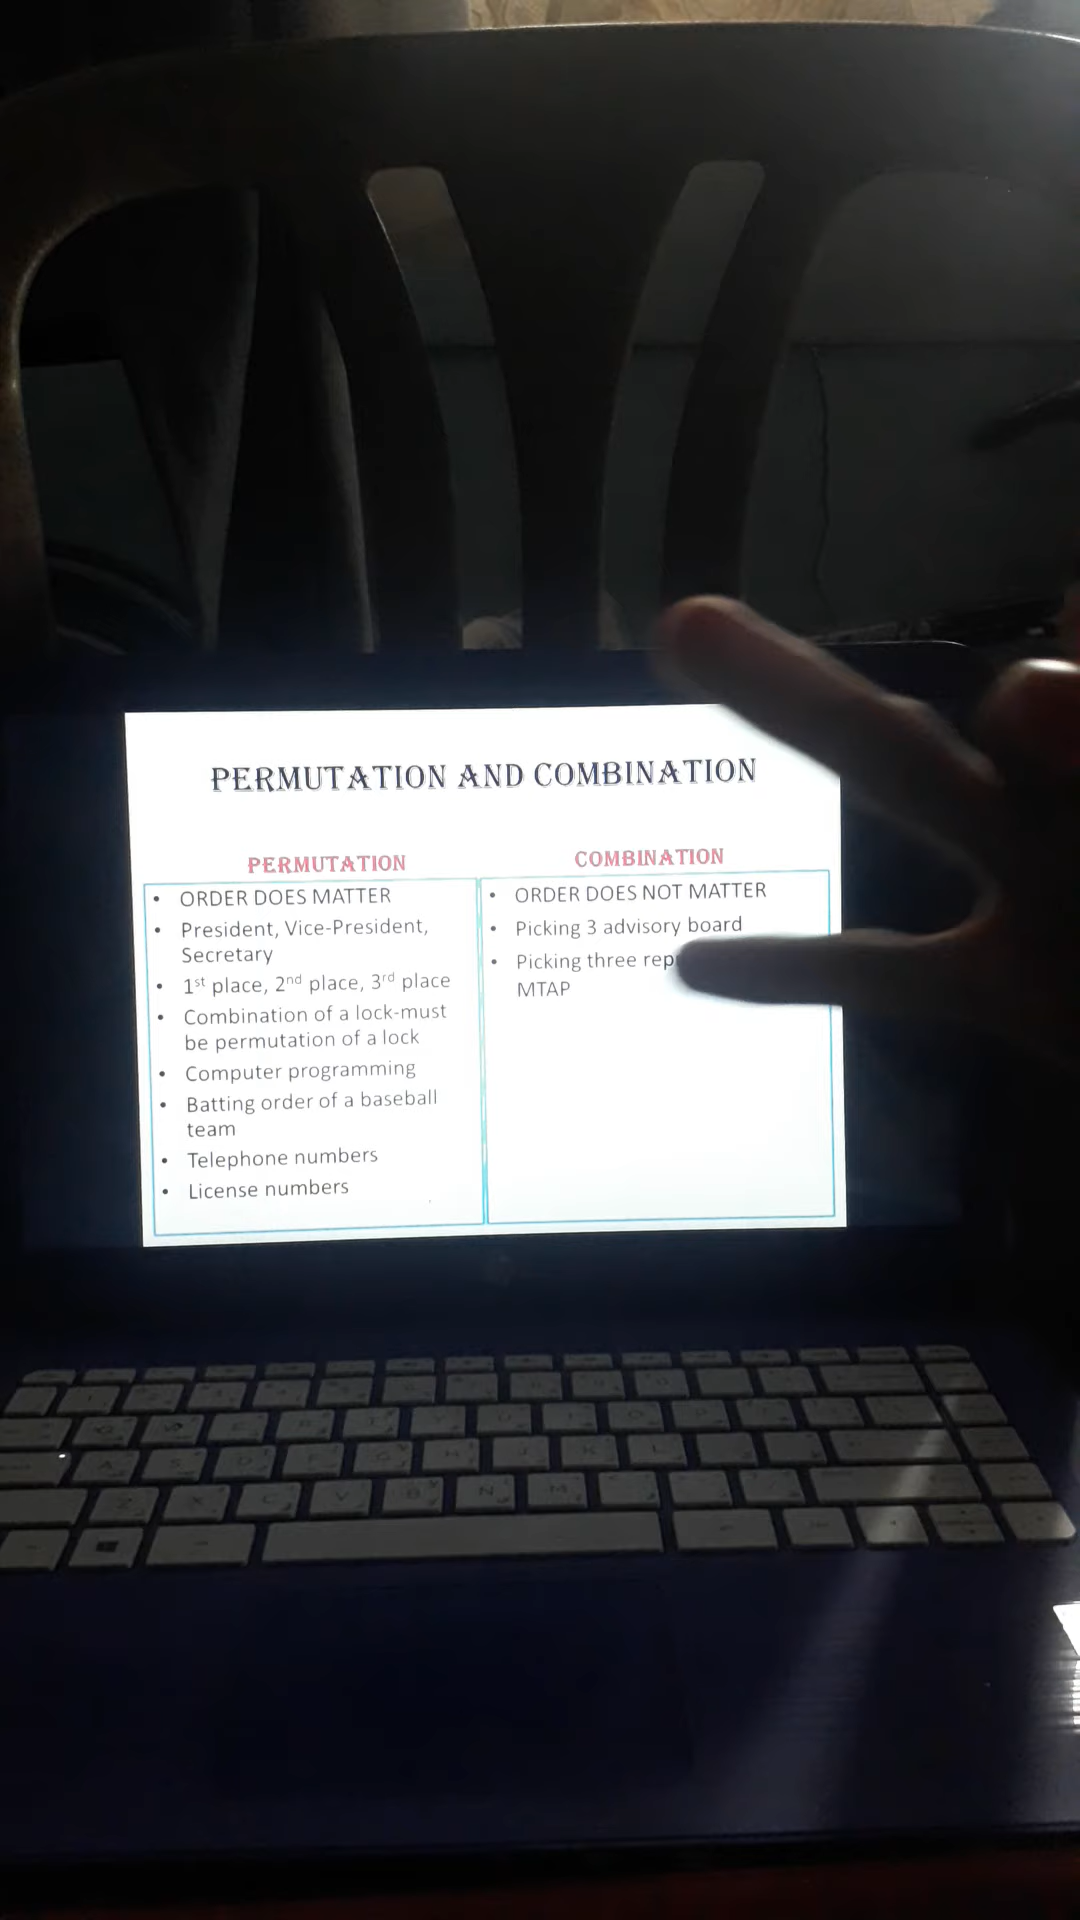 PERMUTATION AND COMBINATION
PERMUTATION
• ORDER DOES MATTER
• President, Vice-President,
Secretary
• 1st place, 2nd place, 3rd place
• Combination of a lock-must
be permutation of a lock
• Computer programming
• Batting order of a baseball
team
• Telephone numbers
• License numbers
COMBINATION
• ORDER DOES NOT MATTER
• Picking 3 advisory board
• Picking three
MTAP